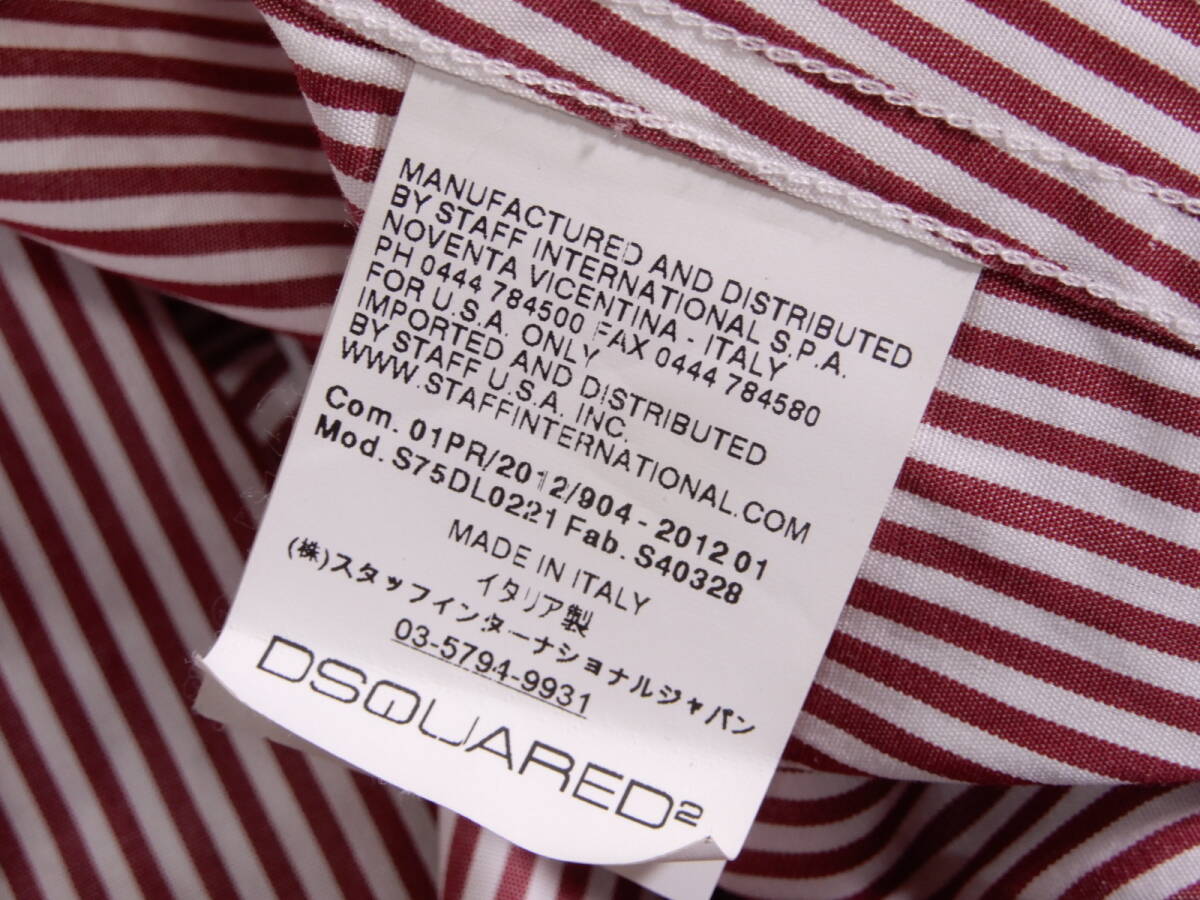 MANUFACTURED AND DISTRIBUTED
BY STAFF INTERNATIONAL S.P.A.
NOVENTA VICENTINA - ITALY
PH 0444 784500 FAX 0444 784580
FOR U.S.A. ONLY
IMPORTED AND DISTRIBUTED
BY STAFF U.S.A. INC.
WWW.STAFFINTERNATIONAL.COM
Com. 01PR/2012/904 - 2012 01
Mod. S75DL0221 Fab. S40328
MADE IN ITALY
イタリア製
(株)スタッフインターナショナルジャパン
03-5794-9931
DSQUARED2